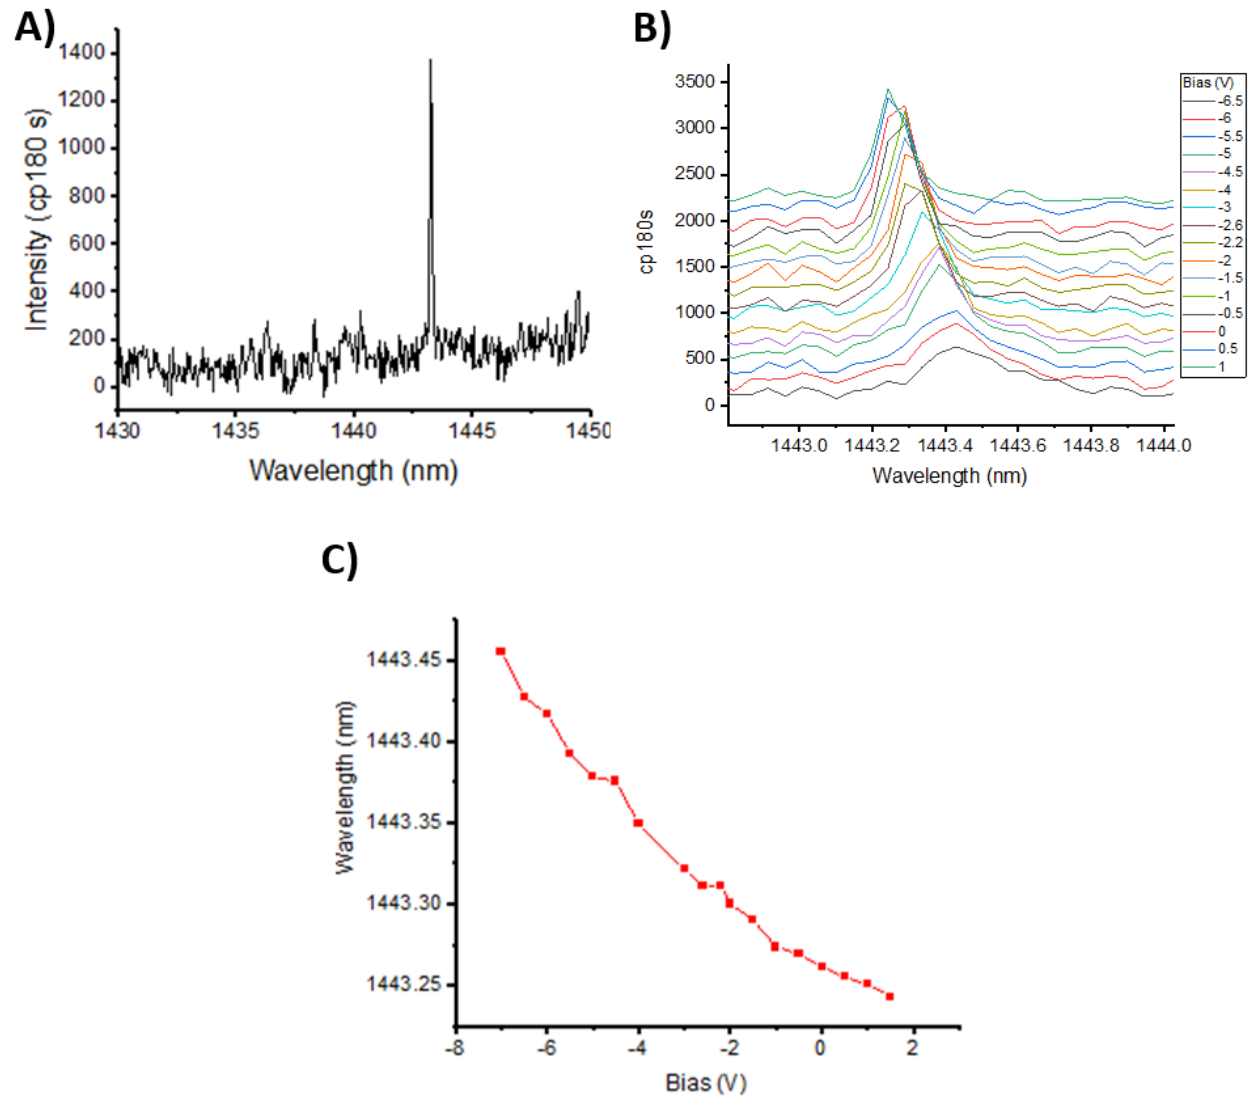 A)
Intensity (cp180 s)
1400
1200
1000
800
600
400
200
0
1430 1435 1440 1445 1450
Wavelength (nm)
B)
cp180s
3500
3000
2500
2000
1500
1000
500
0
1443.0 1443.2 1443.4 1443.6 1443.8 1444.0
Wavelength (nm)
Bias (V)
-6.5
-6
-5.5
-5
-4.5
-4
-3
-2.6
-2.2
-2
-1.5
-1
-0.5
0
0.5
1
C)
Wavelength (nm)
1443.45
1443.40
1443.35
1443.30
1443.25
-8 -6 -4 -2 0 2
Bias (V)